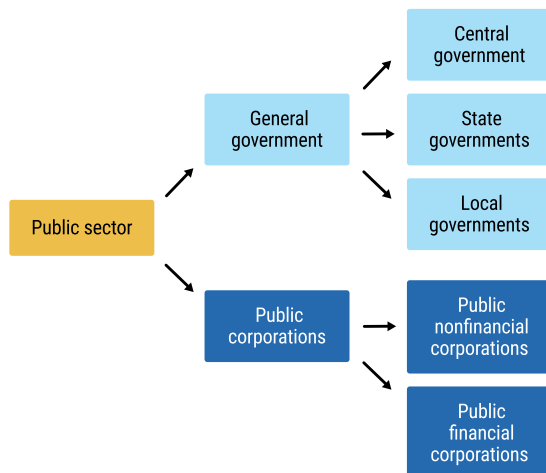 Central
government
General
government
State
governments
Local
governments
Public sector
Public
corporations
Public
nonfinancial
corporations
Public
financial
corporations